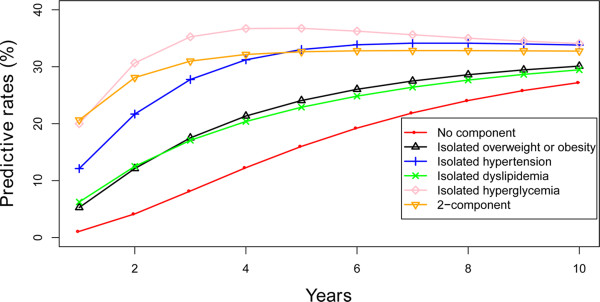 Predictive rates (%)
40
30
20
10
0
No component
Isolated overweight or obesity
Isolated hypertension
Isolated dyslipidemia
Isolated hyperglycemia
2−component
2
4
6
8
10
Years